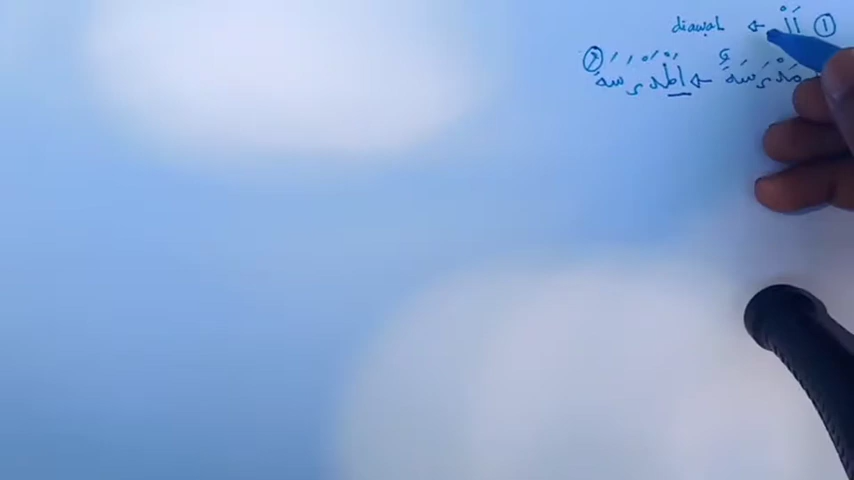 ① اَلْ ← diawal
مَدْرَسَةٌ ← اَلْمَدْرَسَةَ ②